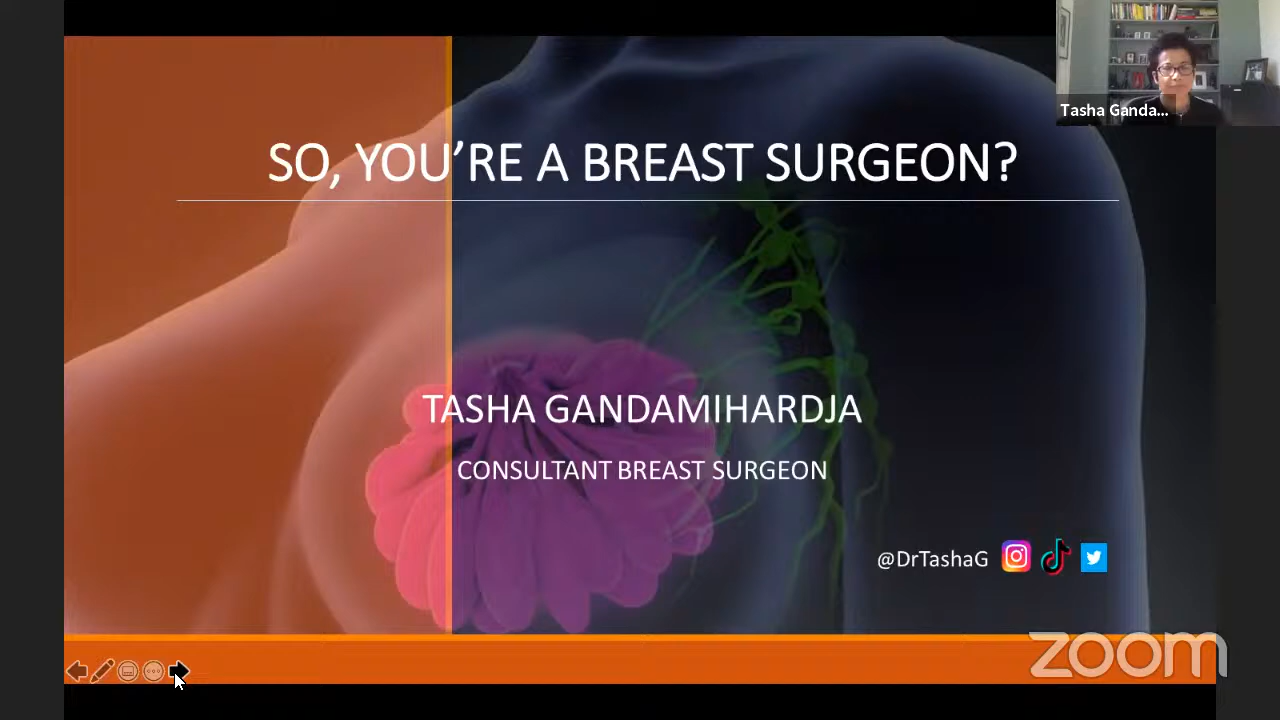 Tasha Ganda...
SO, YOU’RE A BREAST SURGEON?
TASHA GANDAMIHARDJA
CONSULTANT BREAST SURGEON
@DrTashaG
zoom